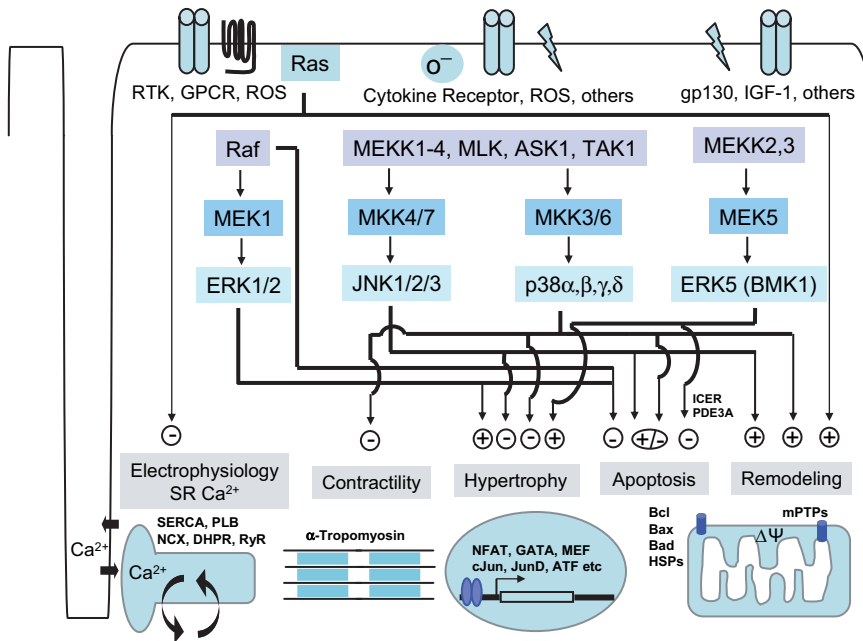 Ras
O⁻
RTK, GPCR, ROS
Cytokine Receptor, ROS, others
gp130, IGF-1, others
Raf
MEKK1-4, MLK, ASK1, TAK1
MEKK2,3
MEK1
MKK4/7
MKK3/6
MEK5
ERK1/2
JNK1/2/3
p38α,β,γ,δ
ERK5 (BMK1)
ICER
PDE3A
-
-
+
-
-
+
-
+/-
-
+
+
+
Electrophysiology
SR Ca²⁺
Contractility
Hypertrophy
Apoptosis
Remodeling
SERCA, PLB
NCX, DHPR, RyR
Ca²⁺
Ca²⁺
α-Tropomyosin
NFAT, GATA, MEF
cJun, JunD, ATF etc
Bcl
Bax
Bad
HSPs
mPTPs
ΔΨ